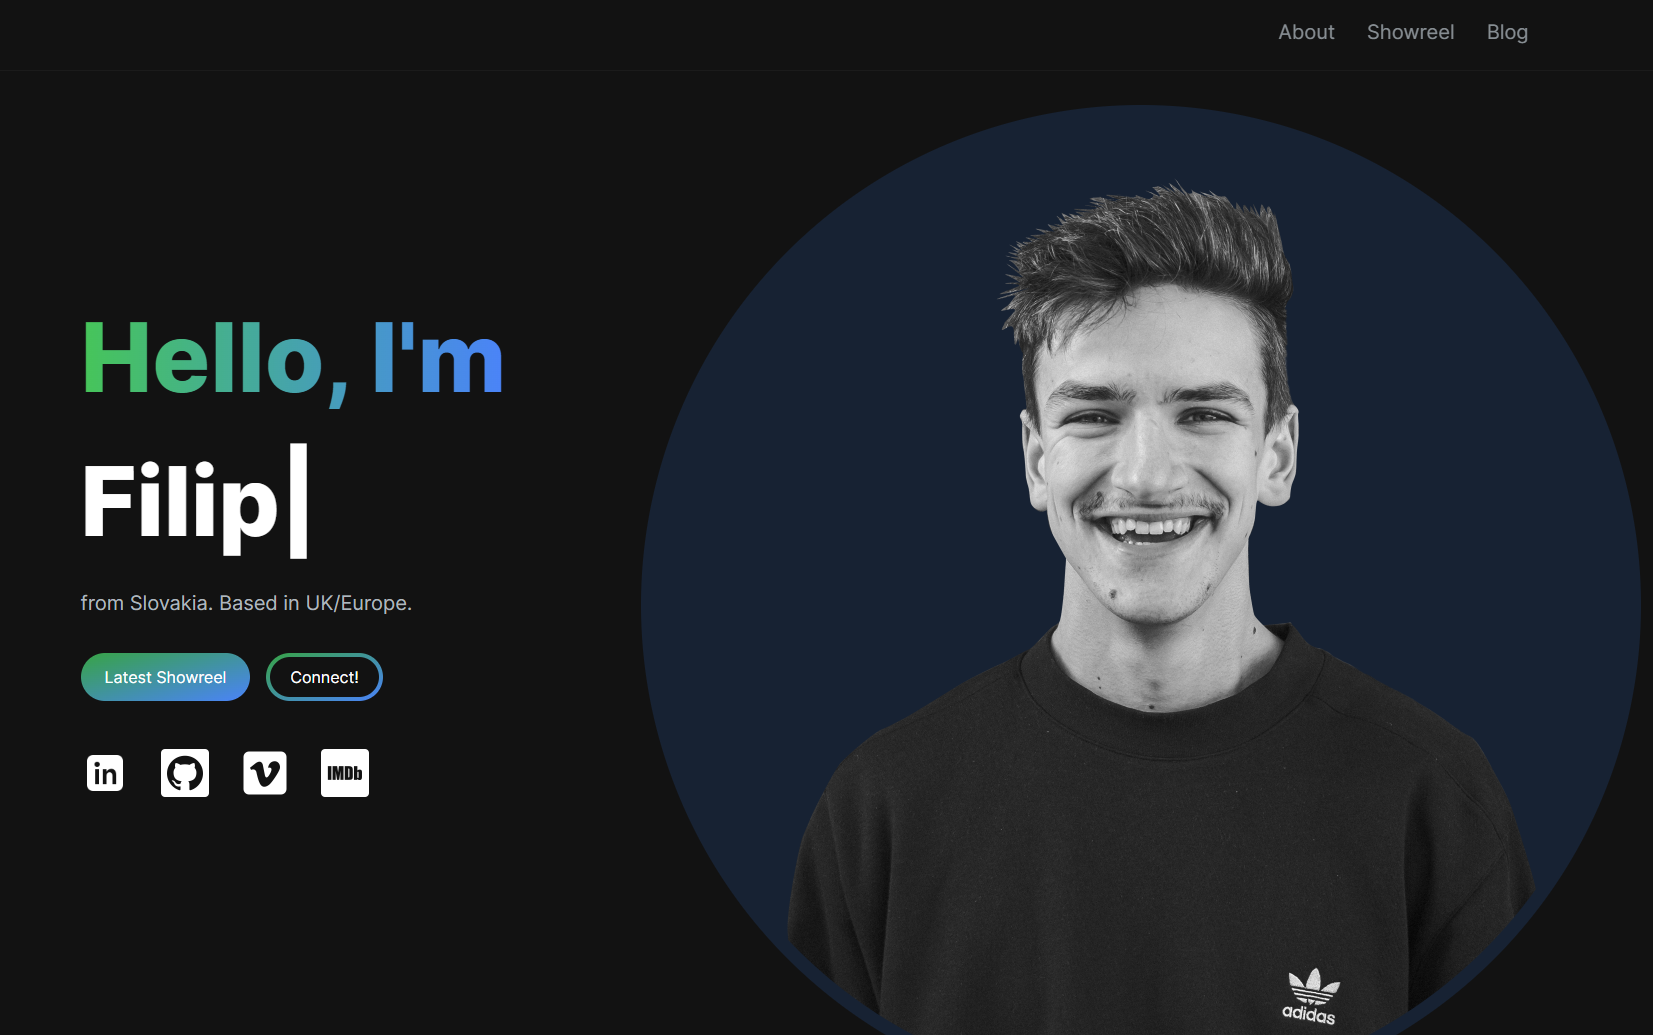 About Showreel Blog
Hello, I'm
Filip|
from Slovakia. Based in UK/Europe.
Latest Showreel Connect!
in IMDb
adidas